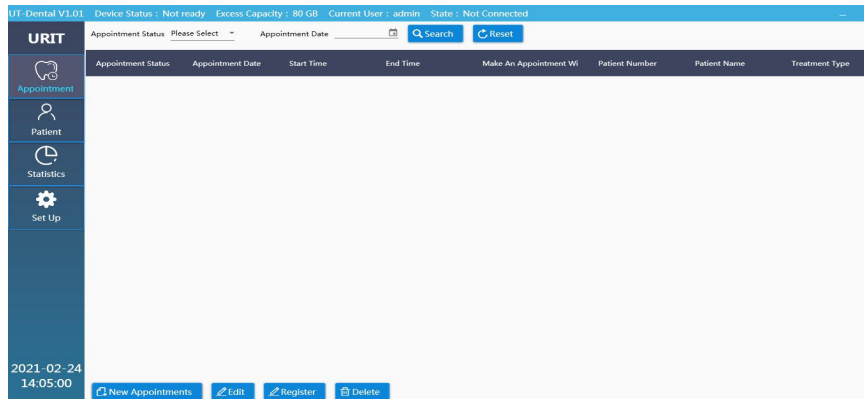 UT-Dental V1.01 Device Status : Not ready Excess Capacity : 80 GB Current User : admin State : Not Connected
URIT
Appointment Status Please Select Appointment Date Search Reset
Appointment Status Appointment Date Start Time End Time Make An Appointment Wi Patient Number Patient Name Treatment Type
Appointment
Patient
Statistics
Set Up
2021-02-24
14:05:00
New Appointments Edit Register Delete